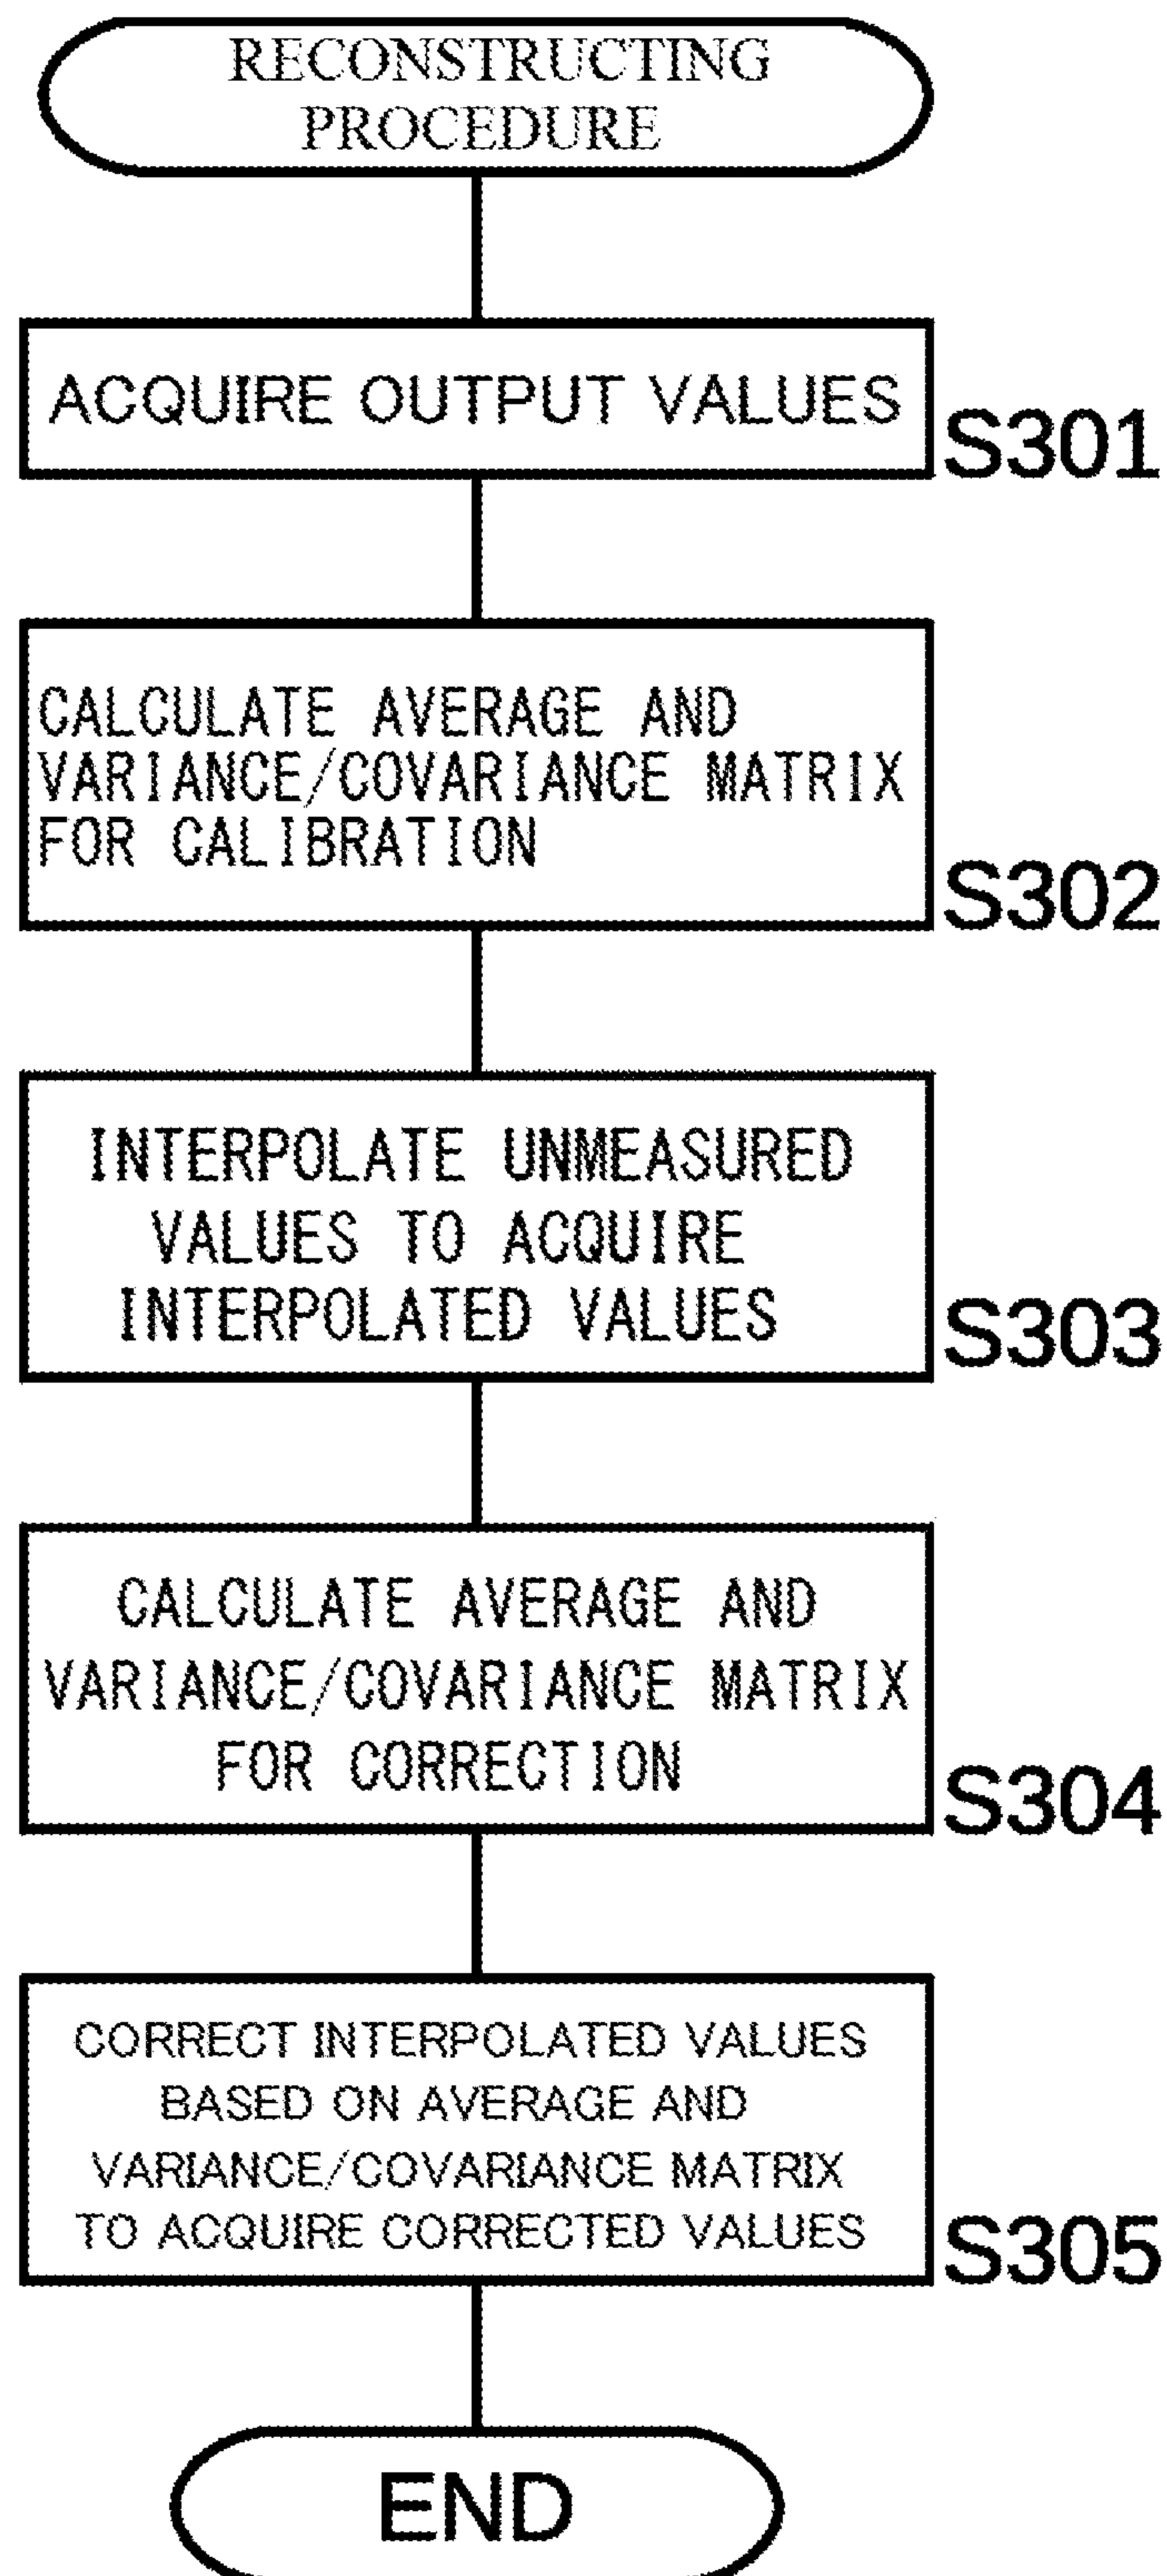 RECONSTRUCTING
PROCEDURE
ACQUIRE OUTPUT VALUES
S301
CALCULATE AVERAGE AND
VARIANCE/COVARIANCE MATRIX
FOR CALIBRATION
S302
INTERPOLATE UNMEASURED
VALUES TO ACQUIRE
INTERPOLATED VALUES
S303
CALCULATE AVERAGE AND
VARIANCE/COVARIANCE MATRIX
FOR CORRECTION
S304
CORRECT INTERPOLATED VALUES
BASED ON AVERAGE AND
VARIANCE/COVARIANCE MATRIX
TO ACQUIRE CORRECTED VALUES
S305
END